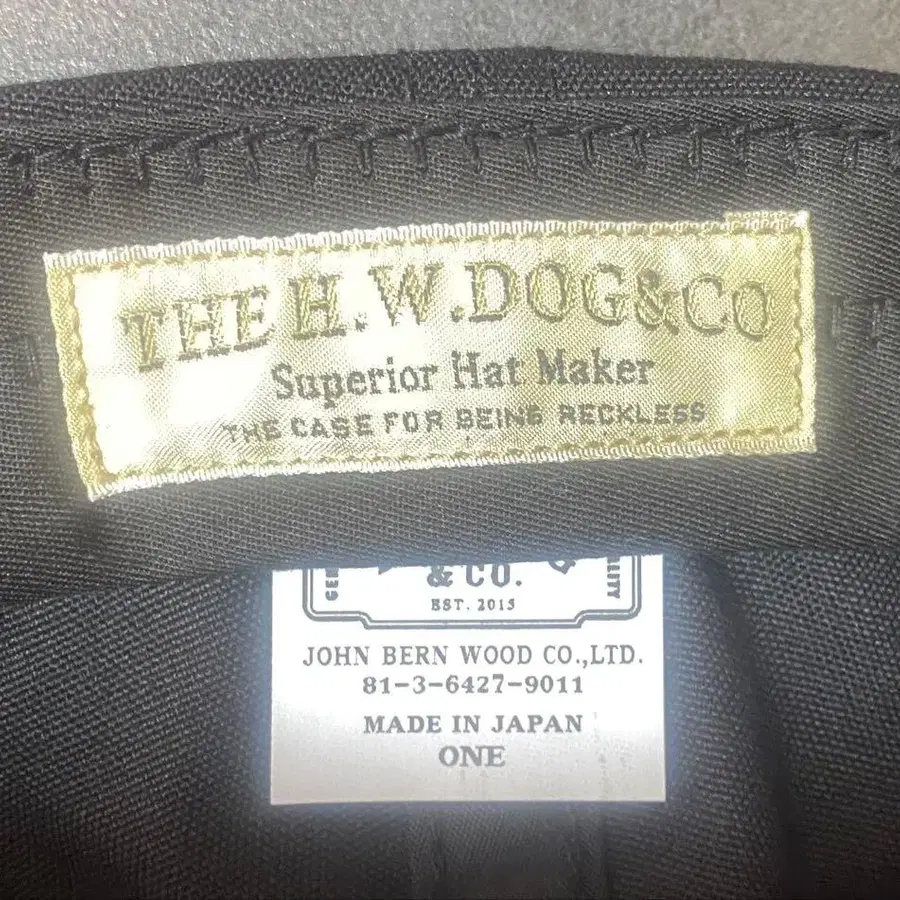 THE H.W.DOG&CO
Superior Hat Maker
THE CASE FOR BEING RECKLESS
& CO.
EST. 2015
JOHN BERN WOOD CO.,LTD.
81-3-6427-9011
MADE IN JAPAN
ONE